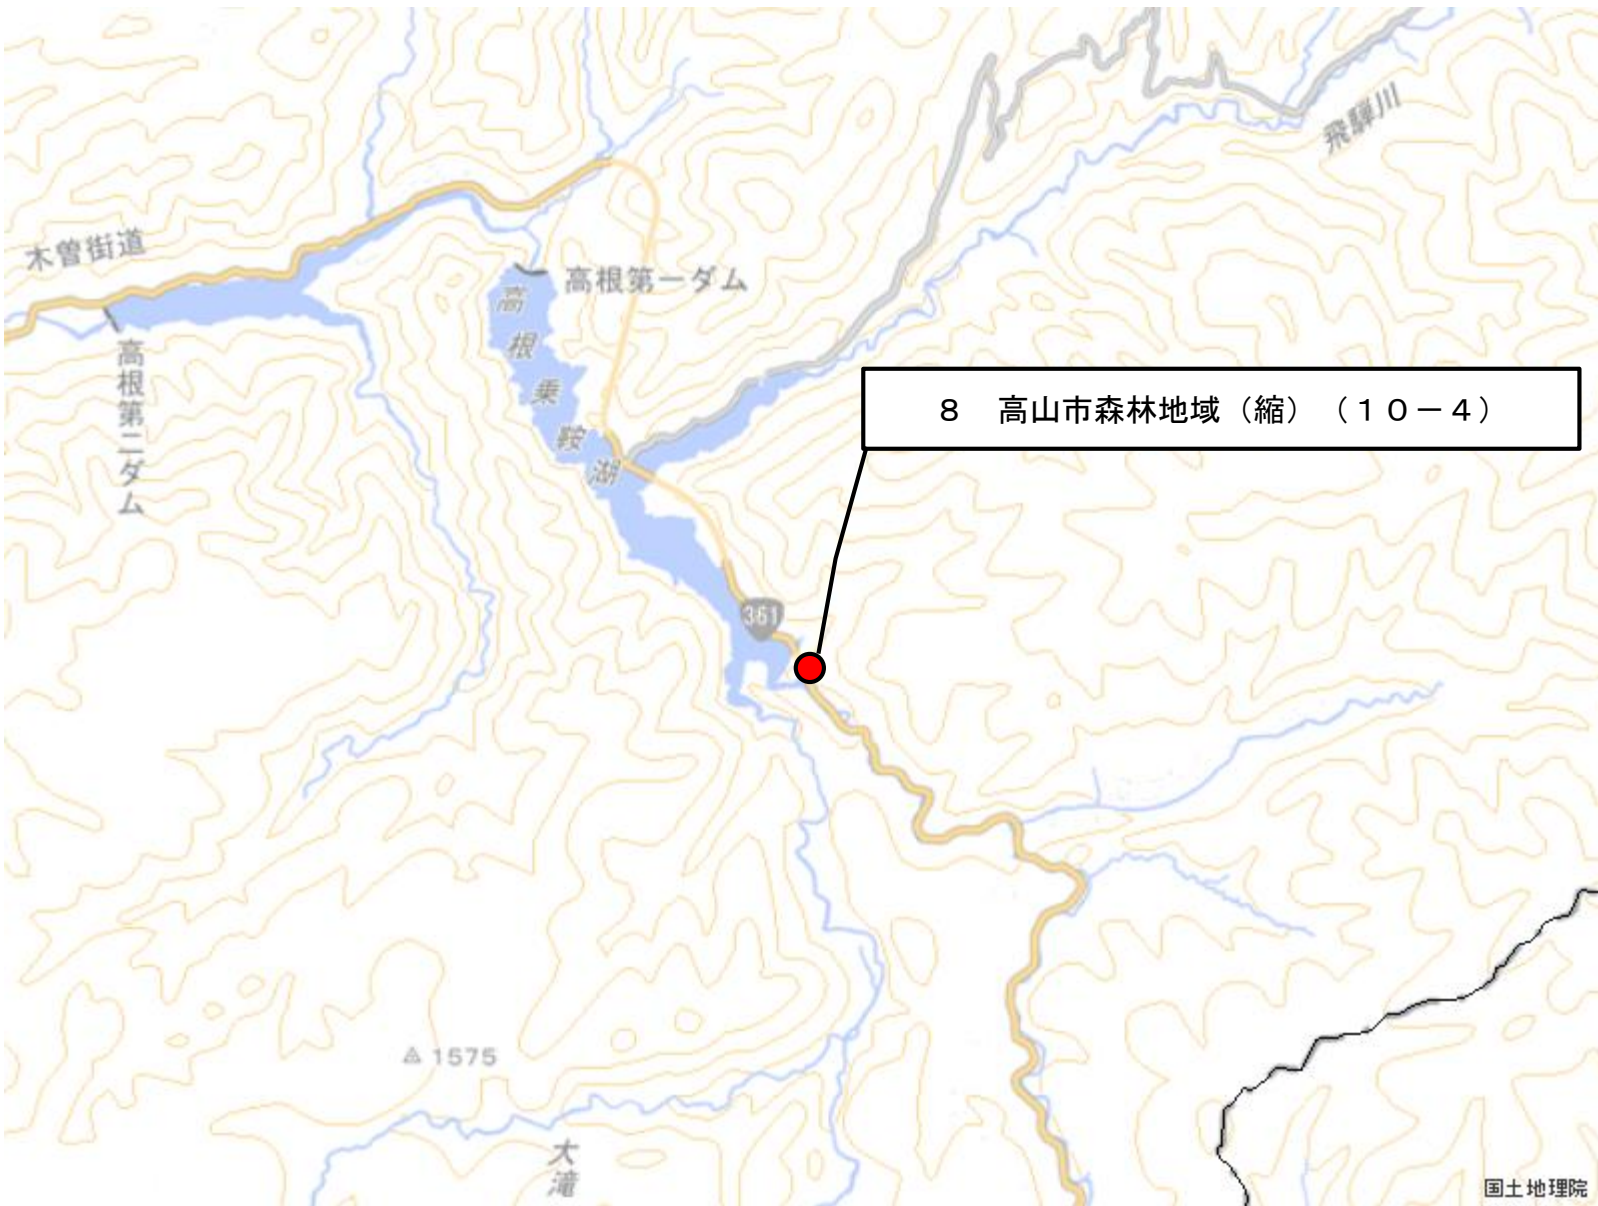 飛騨川
木曽街道
高根第一ダム
高根乗鞍湖
高根第二ダム
8　高山市森林地域（縮）（１０－４）
361
△ 1575
大滝
国土地理院